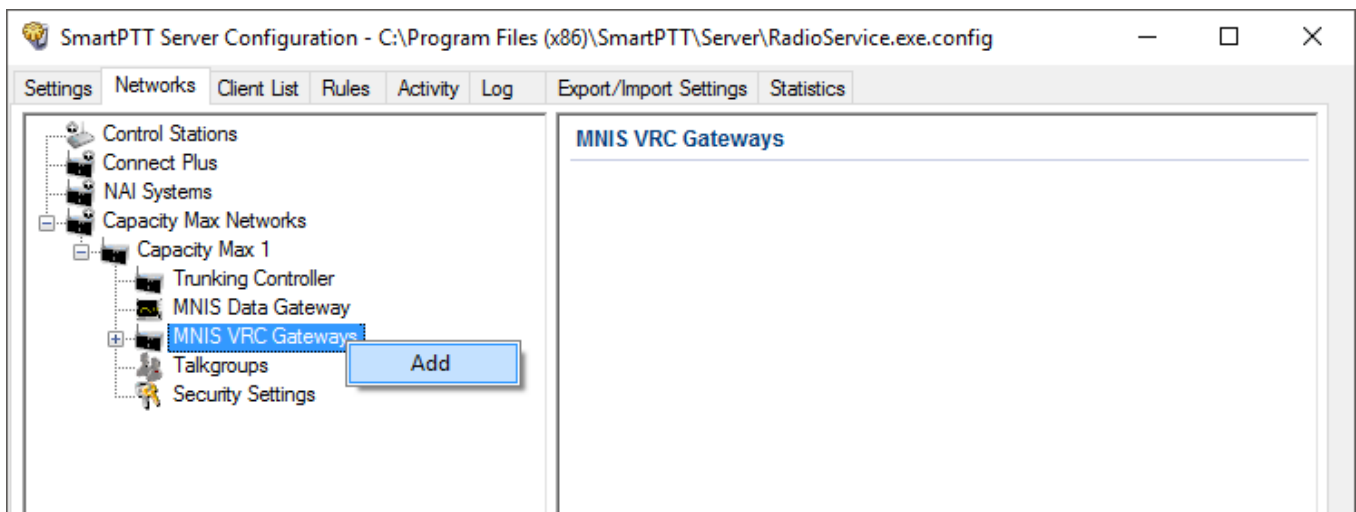 SmartPTT Server Configuration - C:\Program Files (x86)\SmartPTT\Server\RadioService.exe.config
Settings Networks Client List Rules Activity Log Export/Import Settings Statistics
Control Stations
Connect Plus
NAI Systems
Capacity Max Networks
Capacity Max 1
Trunking Controller
MNIS Data Gateway
MNIS VRC Gateways
Add
Talkgroups
Security Settings
MNIS VRC Gateways